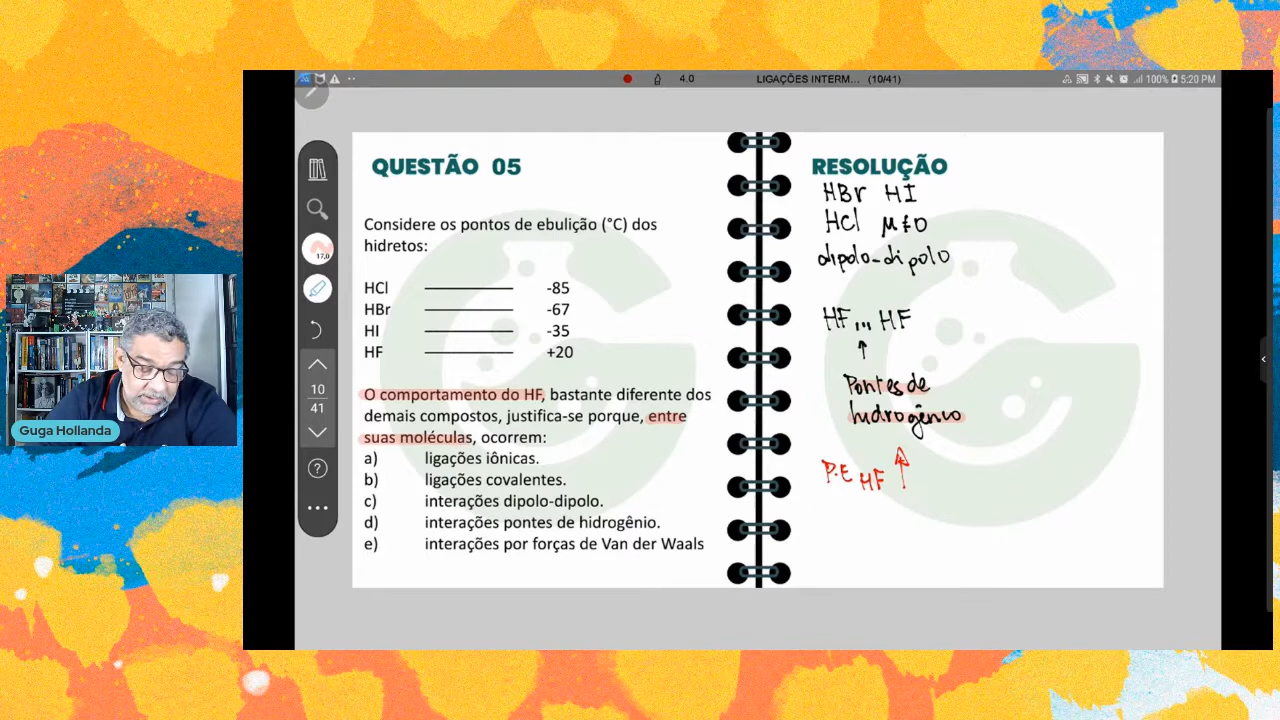 4.0 LIGAÇÕES INTERM... (10/41) 100% 5:20 PM
17,0
10
41
Guga Hollanda
QUESTÃO 05
Considere os pontos de ebulição (°C) dos
hidretos:
HCl -85
HBr -67
HI -35
HF +20
O comportamento do HF, bastante diferente dos
demais compostos, justifica-se porque, entre
suas moléculas, ocorrem:
a) ligações iônicas.
b) ligações covalentes.
c) interações dipolo-dipolo.
d) interações pontes de hidrogênio.
e) interações por forças de Van der Waals
RESOLUÇÃO
HBr HI
HCl μ≠0
dipolo-dipolo
HF ... HF
↑
Pontes de
hidrogênio
P.E HF ↑